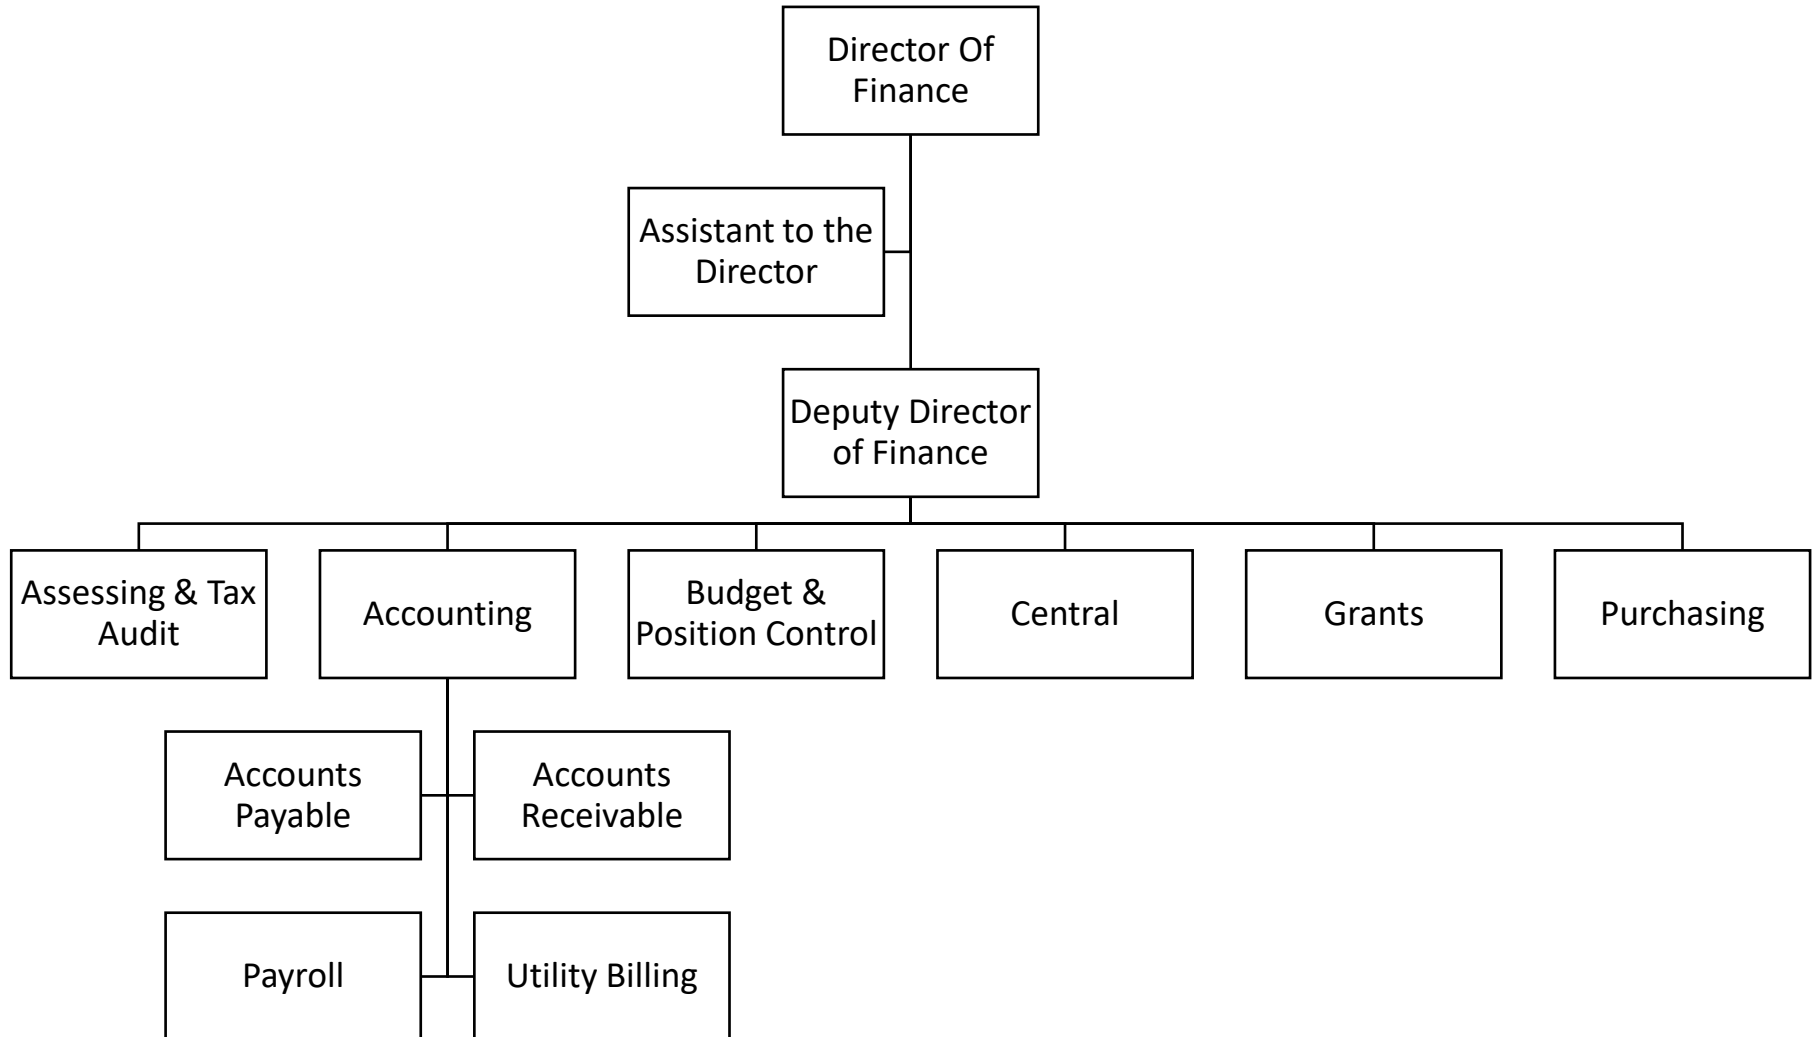 Director Of
Finance
Assistant to the
Director
Deputy Director
of Finance
Assessing & Tax
Audit
Accounting
Budget &
Position Control
Central
Grants
Purchasing
Accounts
Payable
Accounts
Receivable
Payroll
Utility Billing